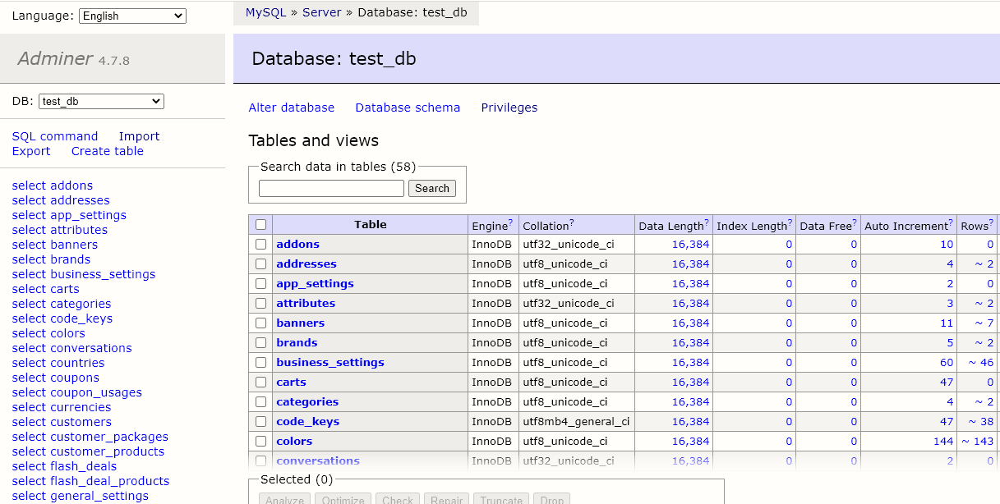 Language: English
MySQL » Server » Database: test_db
Adminer 4.7.8
Database: test_db
DB: test_db
SQL command Import
Export Create table
select addons
select addresses
select app_settings
select attributes
select banners
select brands
select business_settings
select carts
select categories
select code_keys
select colors
select conversations
select countries
select coupons
select coupon_usages
select currencies
select customers
select customer_packages
select customer_products
select flash_deals
select flash_deal_products
select general_settings
Alter database Database schema Privileges
Tables and views
Search data in tables (58)
Search
Table Engine? Collation? Data Length? Index Length? Data Free? Auto Increment? Rows?
addons InnoDB utf32_unicode_ci 16,384 0 0 10 0
addresses InnoDB utf8_unicode_ci 16,384 0 0 4 ~ 2
app_settings InnoDB utf8_unicode_ci 16,384 0 0 2 0
attributes InnoDB utf32_unicode_ci 16,384 0 0 3 ~ 2
banners InnoDB utf8_unicode_ci 16,384 0 0 11 ~ 7
brands InnoDB utf8_unicode_ci 16,384 0 0 5 ~ 2
business_settings InnoDB utf8_unicode_ci 16,384 0 0 60 ~ 46
carts InnoDB utf8_unicode_ci 16,384 0 0 47 0
categories InnoDB utf8_unicode_ci 16,384 0 0 4 ~ 2
code_keys InnoDB utf8mb4_general_ci 16,384 0 0 47 ~ 38
colors InnoDB utf8_unicode_ci 16,384 0 0 144 ~ 143
conversations InnoDB utf32_unicode_ci 16,384 0 0 2 0
Selected (0)
Analyze Optimize Check Repair Truncate Drop